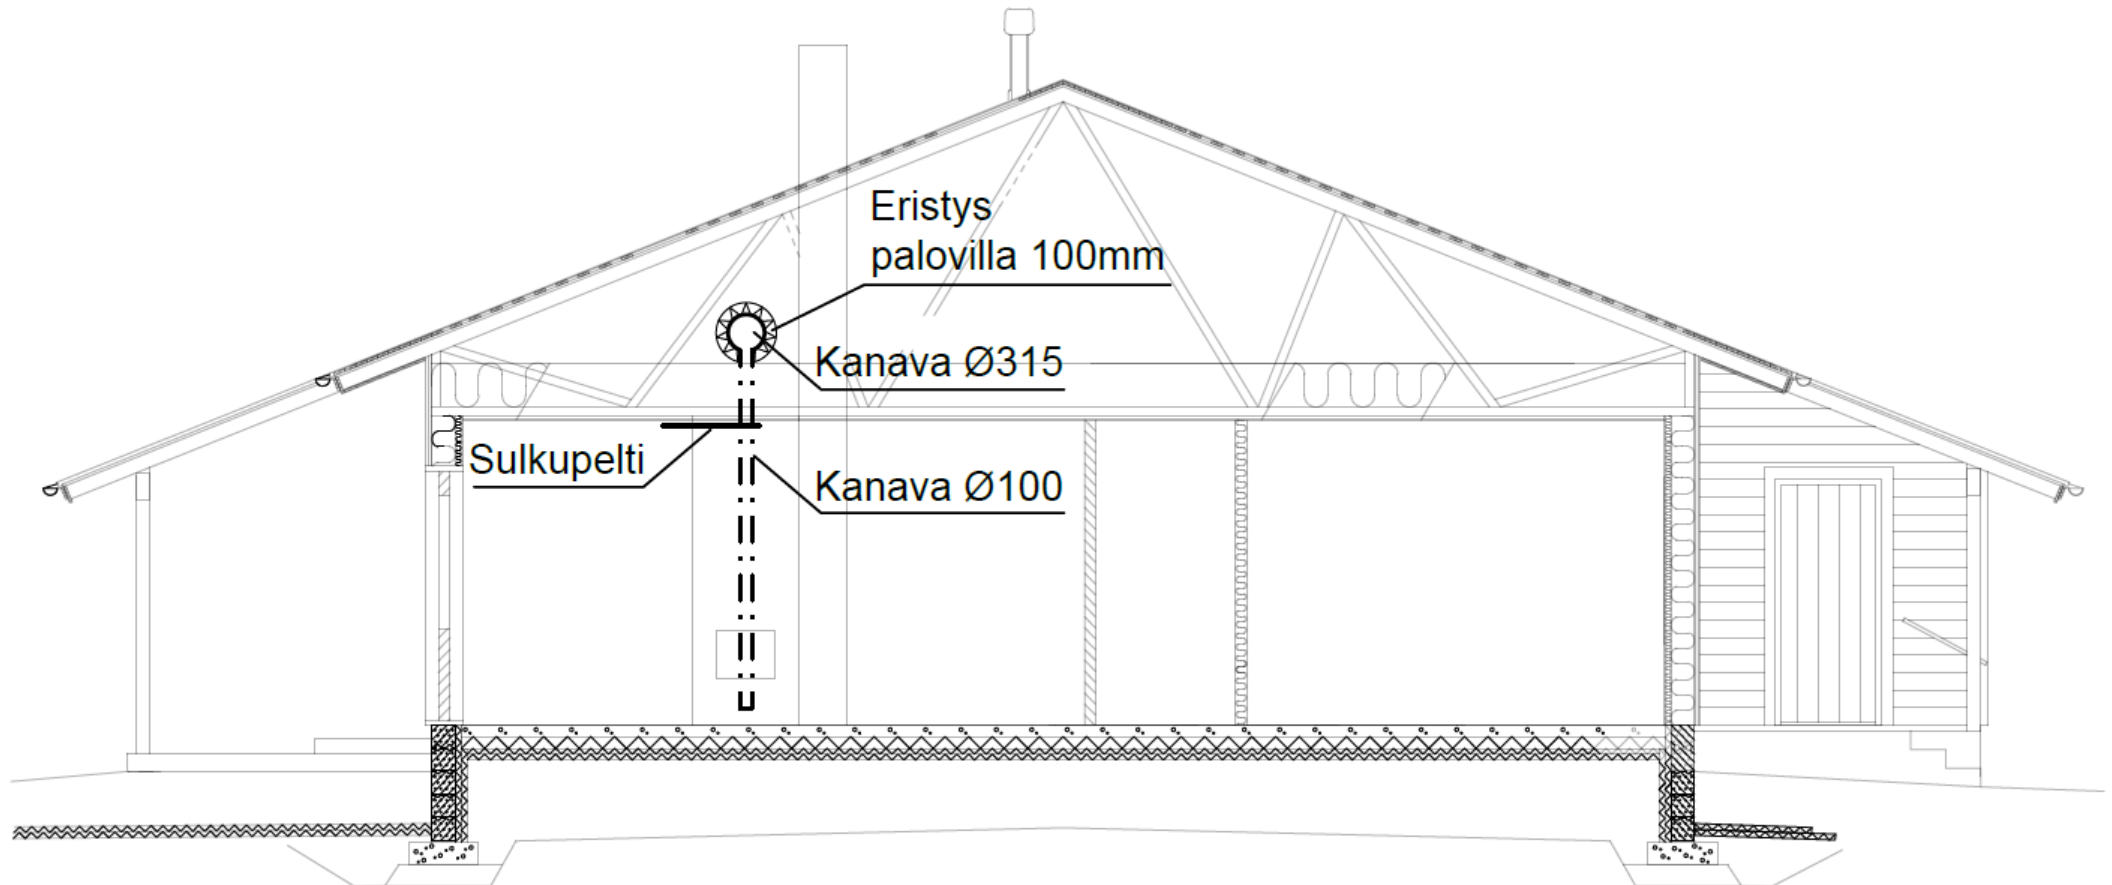 Eristys
palovilla 100mm
Kanava Ø315
Sulkupelti
Kanava Ø100